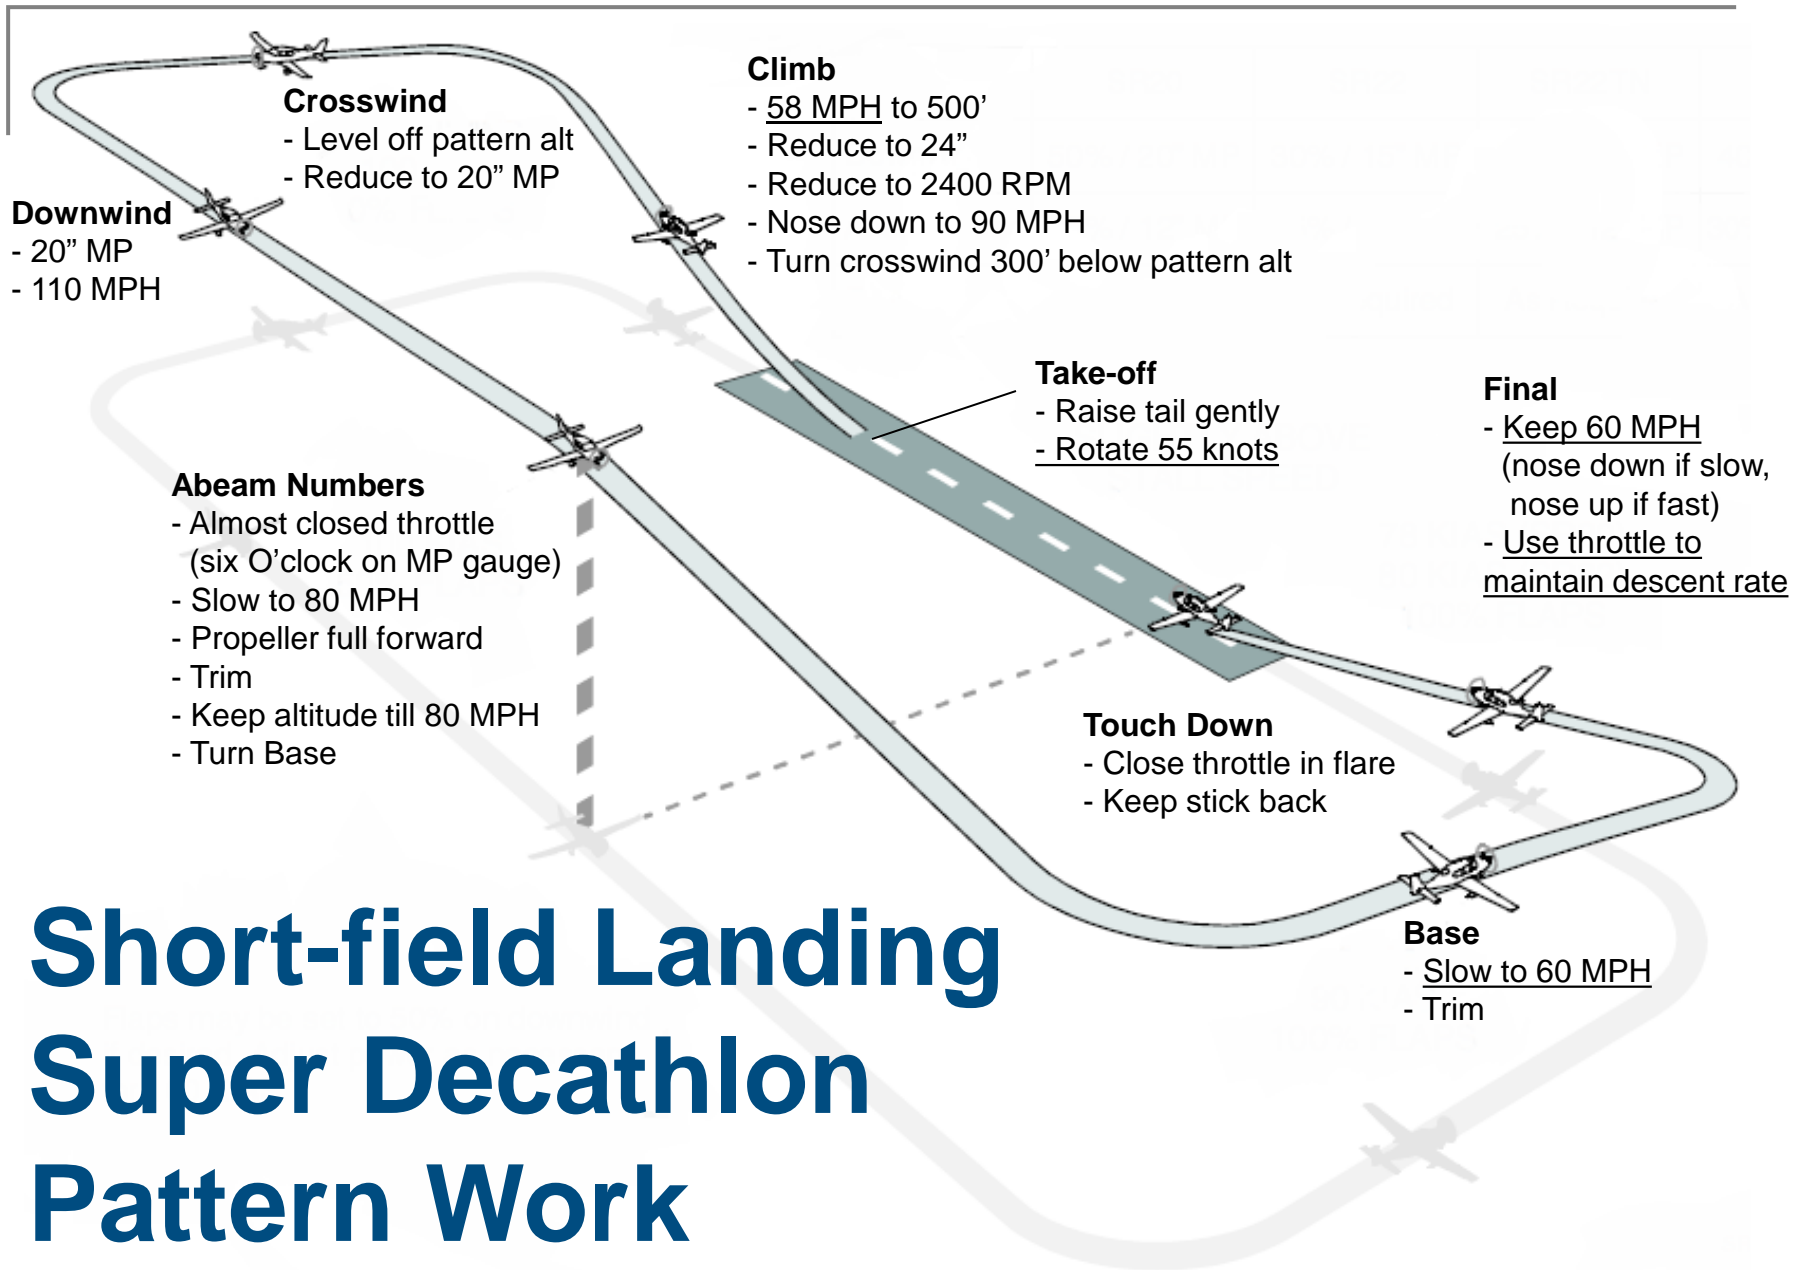 Climb
- 58 MPH to 500’
- Reduce to 24”
- Reduce to 2400 RPM
- Nose down to 90 MPH
- Turn crosswind 300’ below pattern alt
Crosswind
- Level off pattern alt
- Reduce to 20” MP
Downwind
- 20” MP
- 110 MPH
Take-off
- Raise tail gently
- Rotate 55 knots
Final
- Keep 60 MPH
(nose down if slow,
nose up if fast)
- Use throttle to
maintain descent rate
Abeam Numbers
- Almost closed throttle
(six O’clock on MP gauge)
- Slow to 80 MPH
- Propeller full forward
- Trim
- Keep altitude till 80 MPH
- Turn Base
Touch Down
- Close throttle in flare
- Keep stick back
Base
- Slow to 60 MPH
- Trim
Short-field Landing
Super Decathlon
Pattern Work